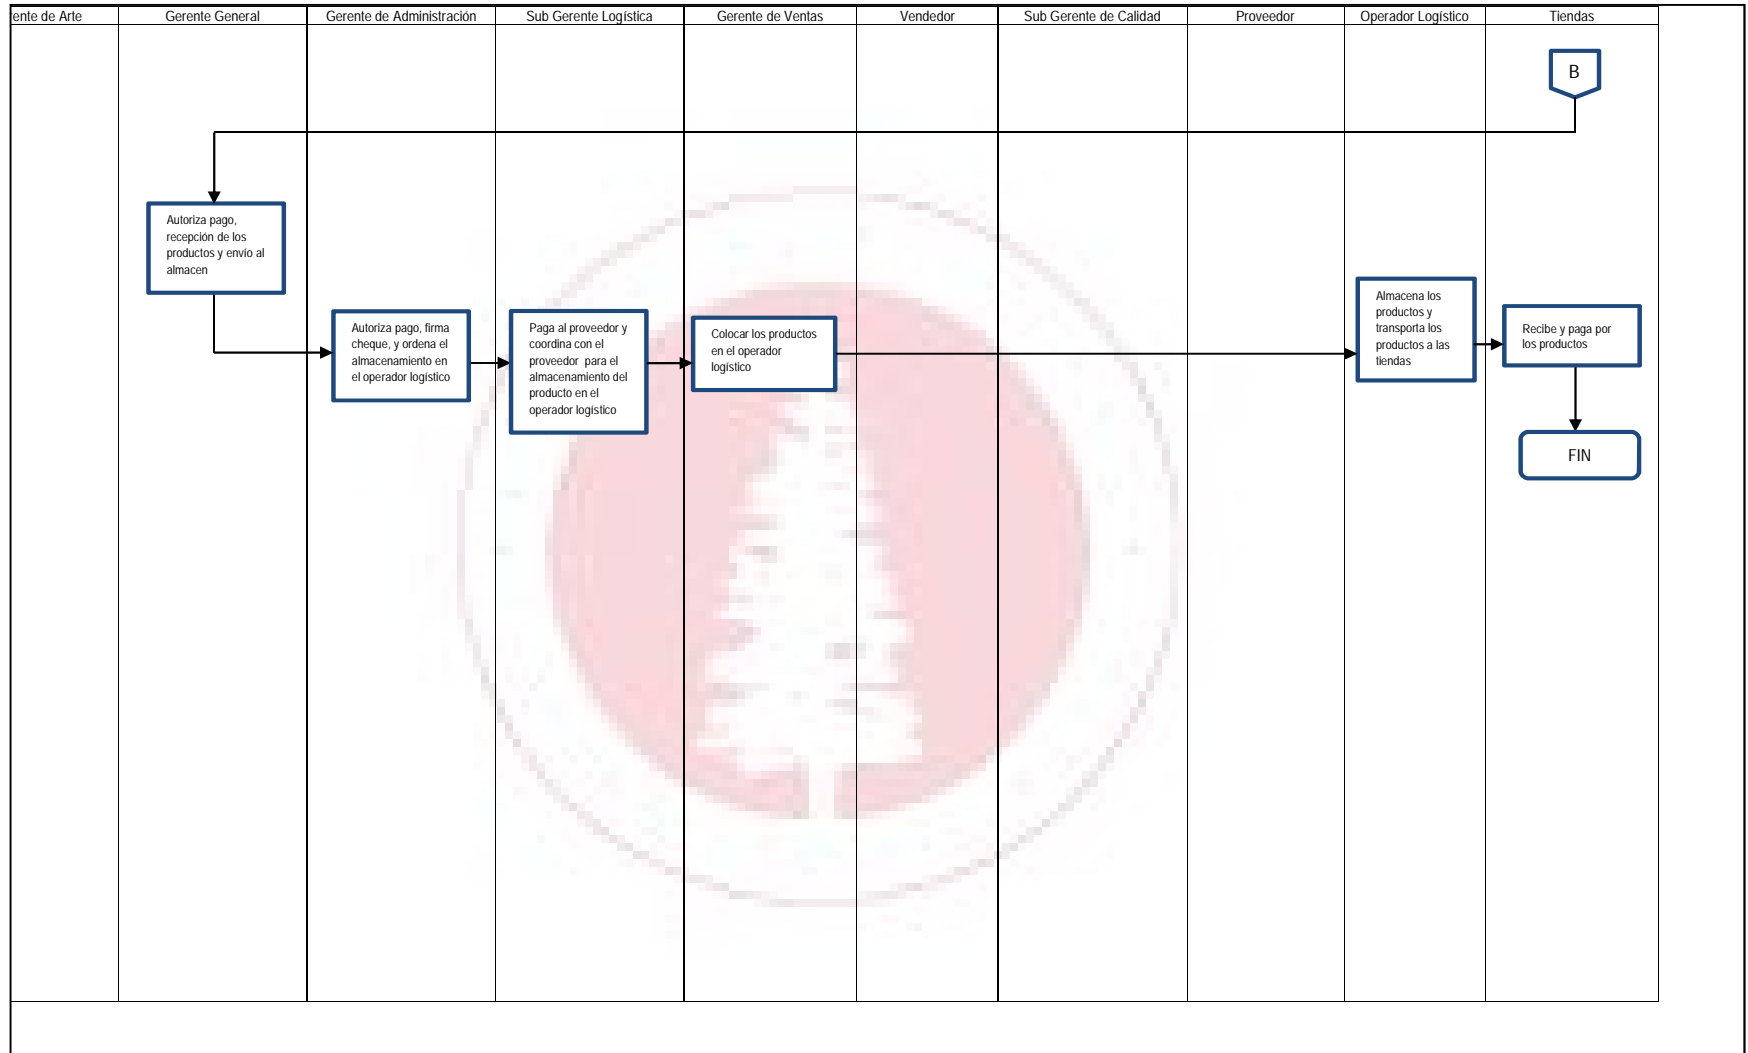 rente de Arte
Gerente General
Gerente de Administración
Sub Gerente Logística
Gerente de Ventas
Vendedor
Sub Gerente de Calidad
Proveedor
Operador Logístico
Tiendas
B
Autoriza pago,
recepción de los
productos y envío al
almacen
Autoriza pago, firma
cheque, y ordena el
almacenamiento en
el operador logístico
Paga al proveedor y
coordina con el
proveedor para el
almacenamiento del
producto en el
operador logístico
Colocar los productos
en el operador
logístico
Almacena los
productos y
transporta los
productos a las
tiendas
Recibe y paga por
los productos
FIN